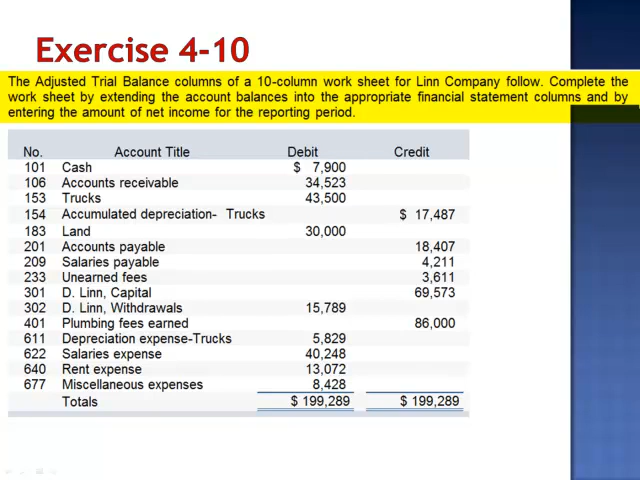 Exercise 4-10
The Adjusted Trial Balance columns of a 10-column work sheet for Linn Company follow. Complete the
work sheet by extending the account balances into the appropriate financial statement columns and by
entering the amount of net income for the reporting period.
No. Account Title Debit Credit
101 Cash $ 7,900
106 Accounts receivable 34,523
153 Trucks 43,500
154 Accumulated depreciation- Trucks $ 17,487
183 Land 30,000
201 Accounts payable 18,407
209 Salaries payable 4,211
233 Unearned fees 3,611
301 D. Linn, Capital 69,573
302 D. Linn, Withdrawals 15,789
401 Plumbing fees earned 86,000
611 Depreciation expense-Trucks 5,829
622 Salaries expense 40,248
640 Rent expense 13,072
677 Miscellaneous expenses 8,428
Totals $ 199,289 $ 199,289